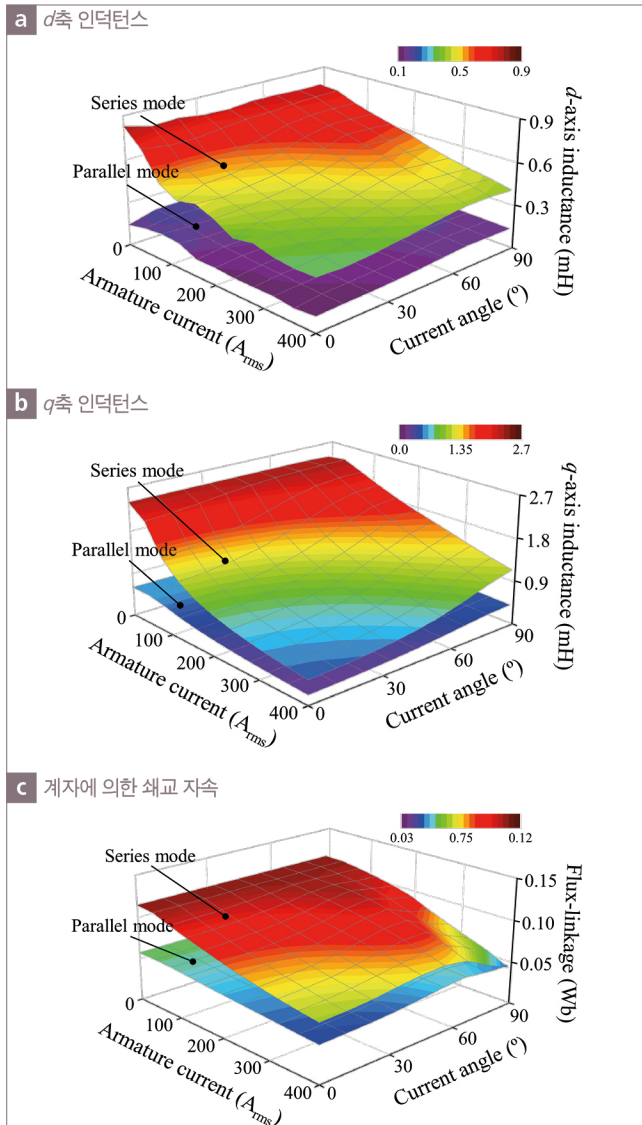 a d축 인덕턴스
0.1 0.5 0.9
Series mode
Parallel mode
d-axis inductance (mH)
0.9
0.6
0.3
0
100
200
300
400
Armature current (Arms)
0
30
60
90
Current angle (º)
b q축 인덕턴스
0.0 1.35 2.7
Series mode
Parallel mode
q-axis inductance (mH)
2.7
1.8
0.9
0
100
200
300
400
Armature current (Arms)
0
30
60
90
Current angle (º)
c 계자에 의한 쇄교 자속
0.03 0.75 0.12
Series mode
Parallel mode
Flux-linkage (Wb)
0.15
0.10
0.05
0
100
200
300
400
Armature current (Arms)
0
30
60
90
Current angle (º)